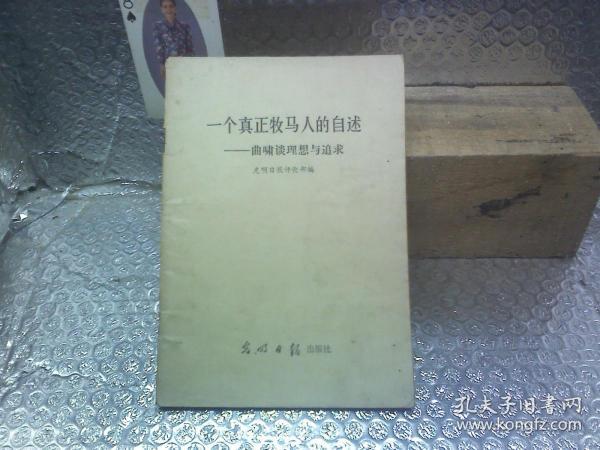 Q
一个真正牧马人的自述
——曲啸谈理想与追求
光明日报评论部编
光明日报出版社
孔夫子旧书网
www.kongfz.com